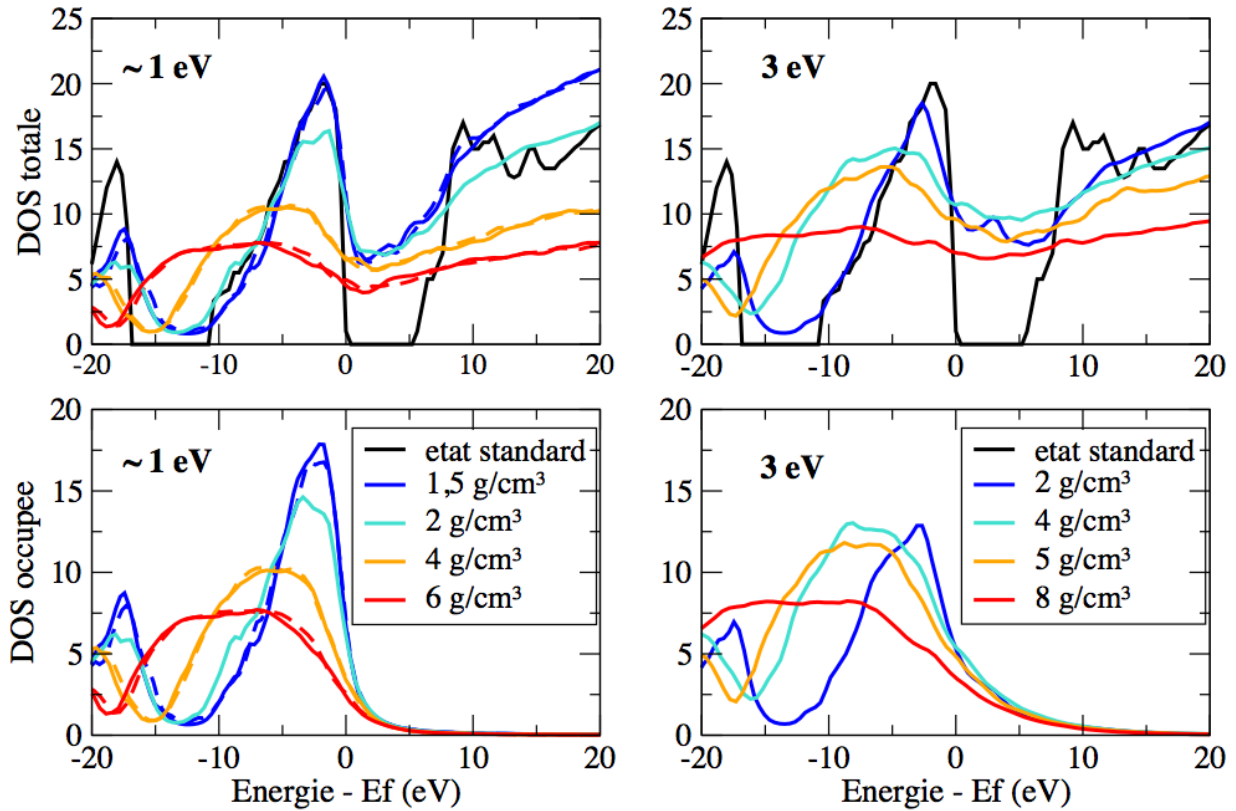 25
20
15
10
5
0
DOS totale
~ 1 eV
-20
-10
0
10
20
25
20
15
10
5
0
3 eV
-20
-10
0
10
20
20
15
10
5
0
DOS occupee
~ 1 eV
etat standard
1,5 g/cm³
2 g/cm³
4 g/cm³
6 g/cm³
-20
-10
0
10
20
Energie - Ef (eV)
20
15
10
5
0
3 eV
etat standard
2 g/cm³
4 g/cm³
5 g/cm³
8 g/cm³
-20
-10
0
10
20
Energie - Ef (eV)